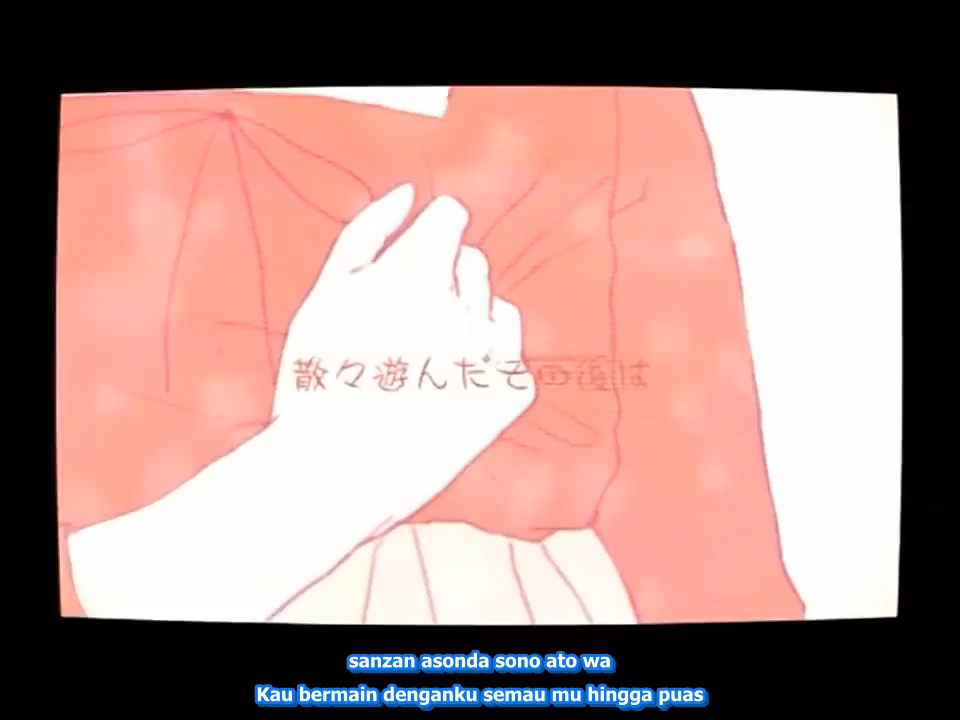 散々遊んだその後は
sanzan asonda sono ato wa
Kau bermain denganku semau mu hingga puas